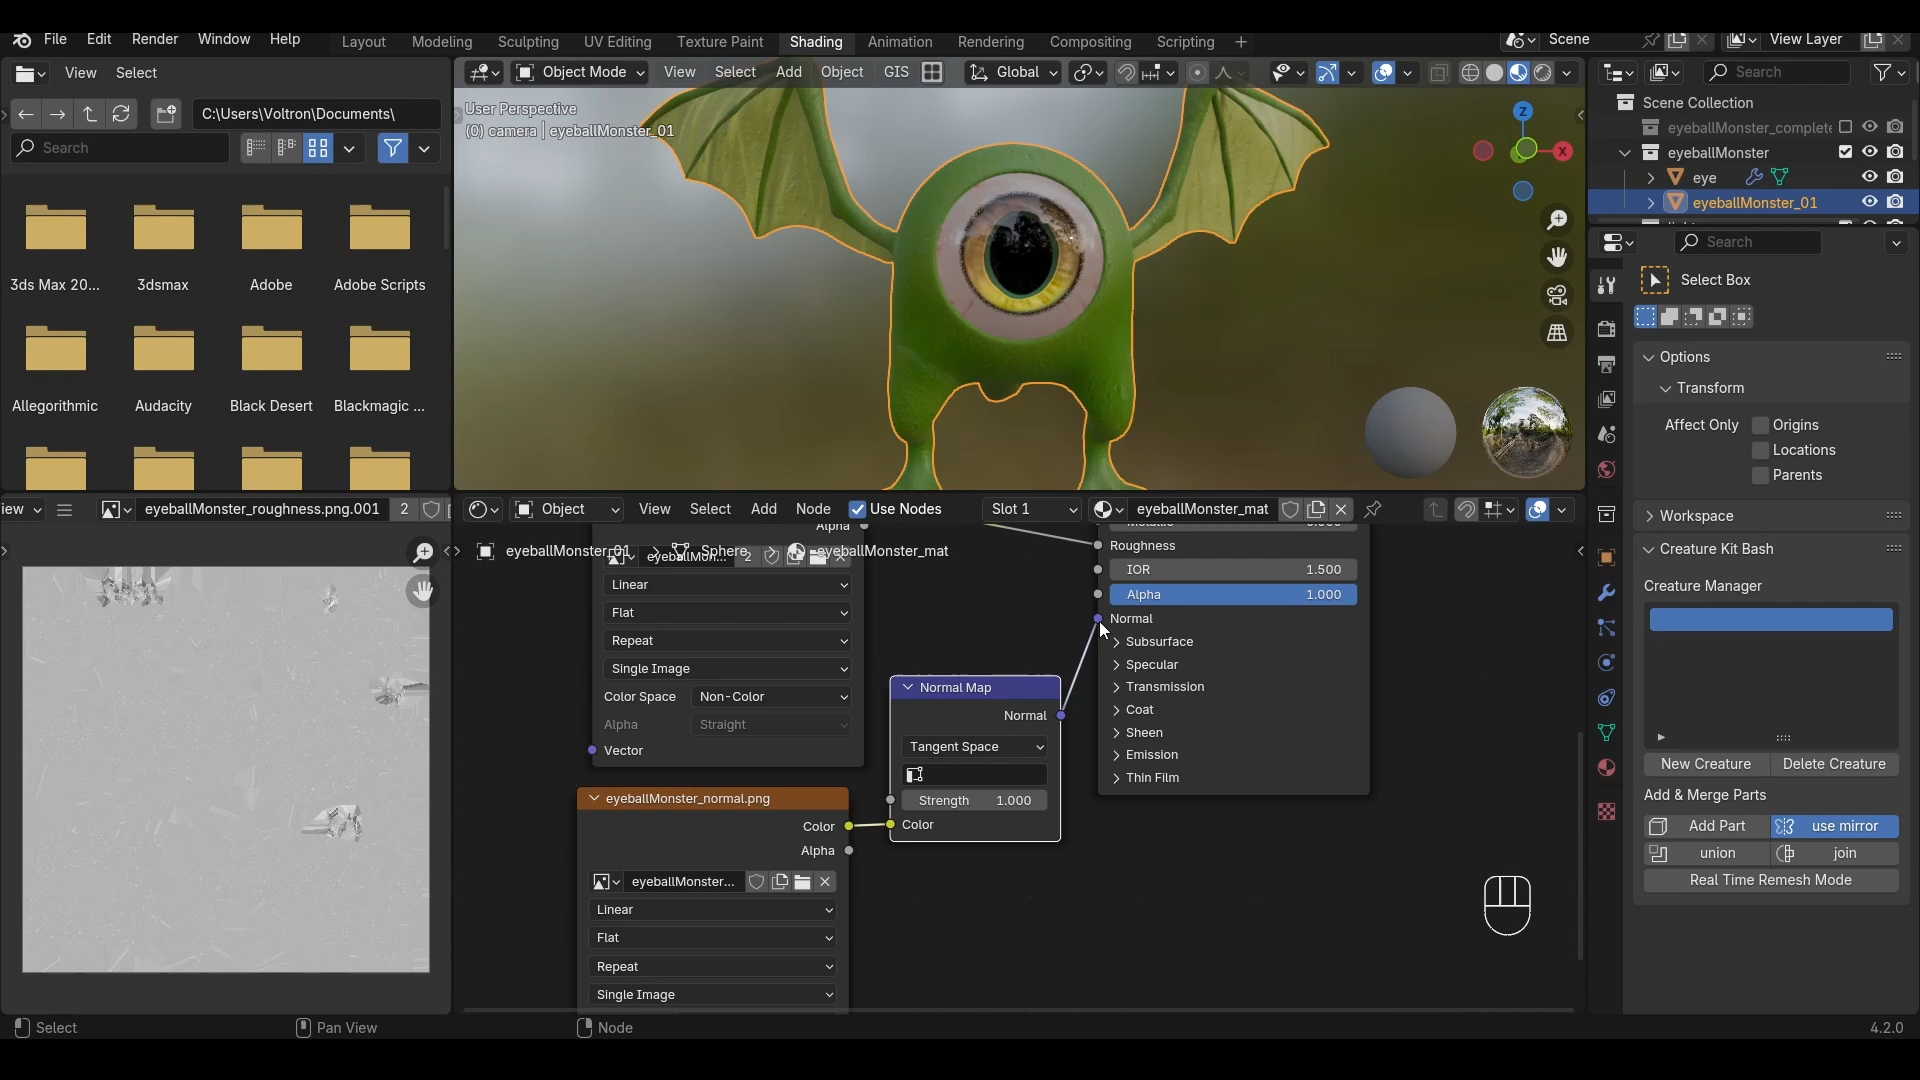 File Edit Render Window Help Layout Modeling Sculpting UV Editing Texture Paint Shading Animation Rendering Compositing Scripting + Scene View Layer
View Select Object Mode View Select Add Object GIS Global Search
C:\Users\Voltron\Documents\
Search
User Perspective
(0) camera | eyeballMonster_01
Z
X
Scene Collection
eyeballMonster_complete
eyeballMonster
eye
eyeballMonster_01
Search
Select Box
3ds Max 20... 3dsmax Adobe Adobe Scripts
Allegorithmic Audacity Black Desert Blackmagic ...
Options
Transform
Affect Only Origins
Locations
Parents
Workspace
Creature Kit Bash
Creature Manager
New Creature Delete Creature
Add & Merge Parts
Add Part use mirror
union join
Real Time Remesh Mode
iew eyeballMonster_roughness.png.001 2
Object View Select Add Node Use Nodes Slot 1 eyeballMonster_mat
Alpha
eyeballMonster_01 Sphere eyeballMonster_mat
eyeballMon... 2
Linear
Flat
Repeat
Single Image
Color Space Non-Color
Alpha Straight
Vector
Metallic 0.000
Roughness
IOR 1.500
Alpha 1.000
Normal
Subsurface
Specular
Transmission
Coat
Sheen
Emission
Thin Film
Normal Map
Normal
Tangent Space
Strength 1.000
Color
eyeballMonster_normal.png
Color
Alpha
eyeballMonster...
Linear
Flat
Repeat
Single Image
Select Pan View Node 4.2.0